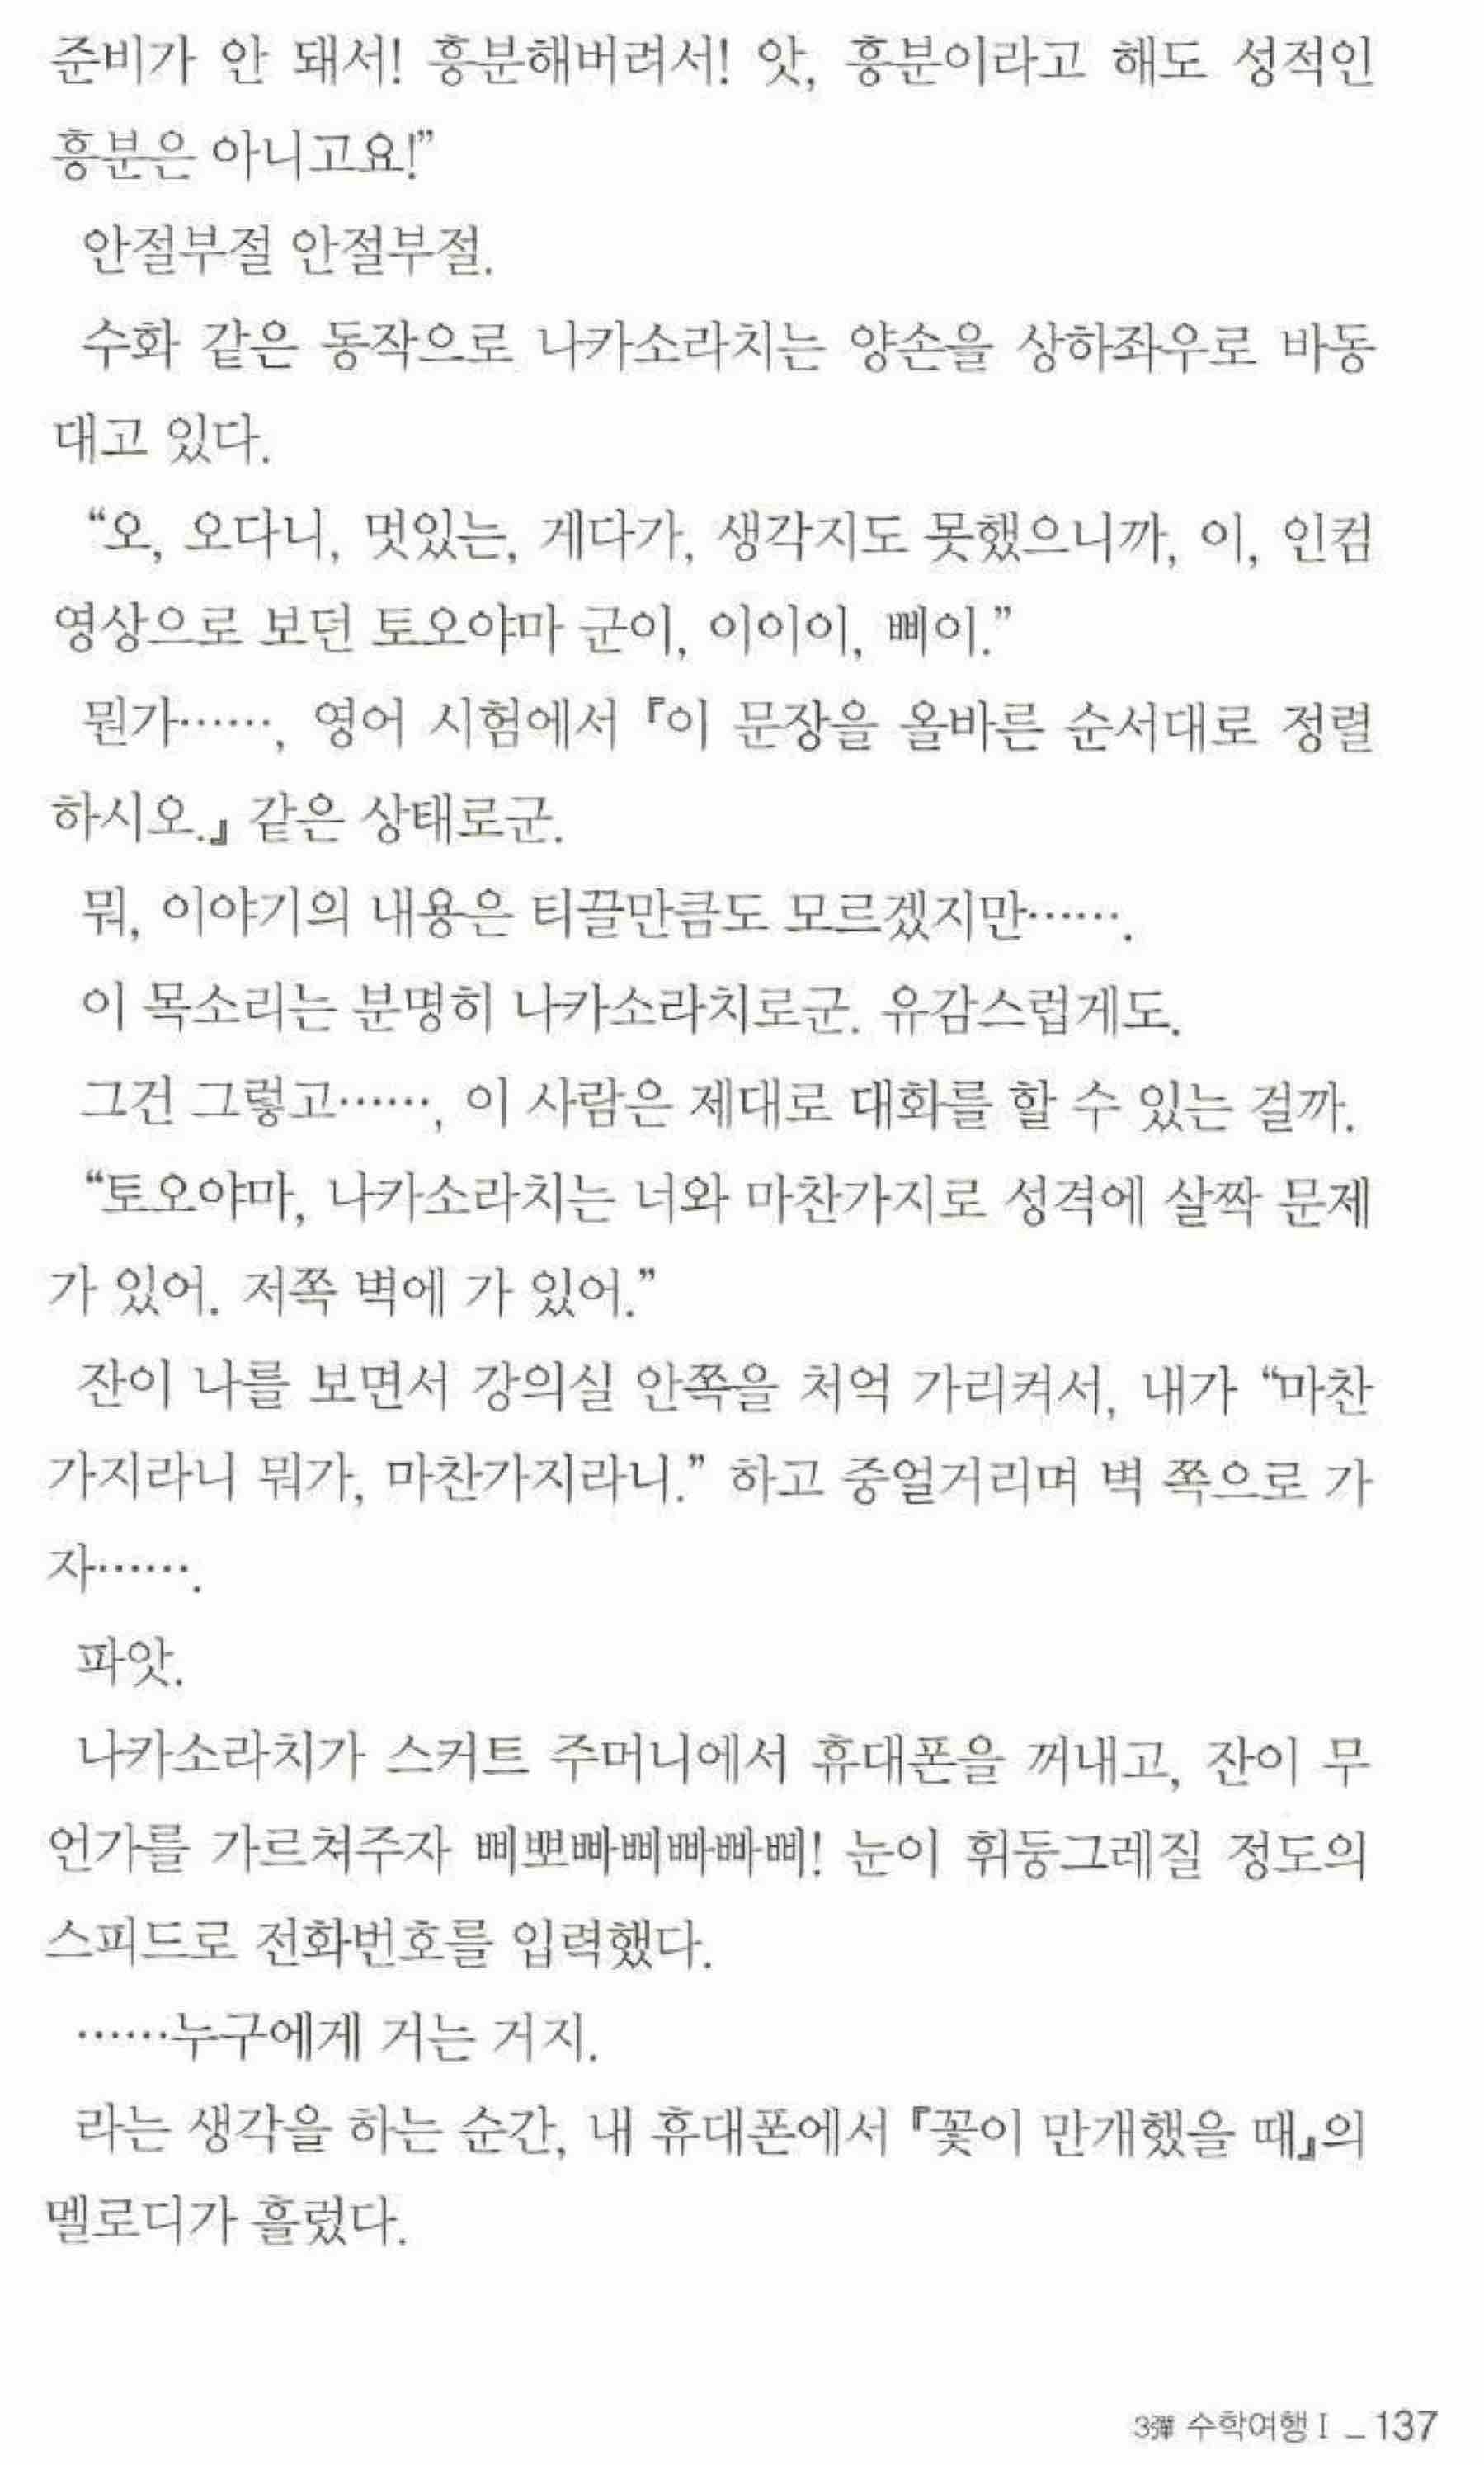 준비가 안 돼서! 흥분해버려서! 앗, 흥분이라고 해도 성적인
흥분은 아니고요!”
안절부절 안절부절.
수화 같은 동작으로 나카소라치는 양손을 상하좌우로 바동
대고 있다.
“오, 오다니, 멋있는, 게다가, 생각지도 못했으니까, 이, 인컴
영상으로 보던 토오야마 군이, 이이이, 삐이.”
뭔가……, 영어 시험에서 『이 문장을 올바른 순서대로 정렬
하시오.』 같은 상태로군.
뭐, 이야기의 내용은 티끌만큼도 모르겠지만…….
이 목소리는 분명히 나카소라치로군. 유감스럽게도.
그건 그렇고……, 이 사람은 제대로 대화를 할 수 있는 걸까.
“토오야마, 나카소라치는 너와 마찬가지로 성격에 살짝 문제
가 있어. 저쪽 벽에 가 있어.”
잔이 나를 보면서 강의실 안쪽을 처억 가리켜서, 내가 “마찬
가지라니 뭐가, 마찬가지라니.” 하고 중얼거리며 벽 쪽으로 가
자…….
파앗.
나카소라치가 스커트 주머니에서 휴대폰을 꺼내고, 잔이 무
언가를 가르쳐주자 삐뽀빠삐빠빠삐! 눈이 휘둥그레질 정도의
스피드로 전화번호를 입력했다.
……누구에게 거는 거지.
라는 생각을 하는 순간, 내 휴대폰에서 『꽃이 만개했을 때』의
멜로디가 흘렀다.
3彈 수학여행 I _ 137